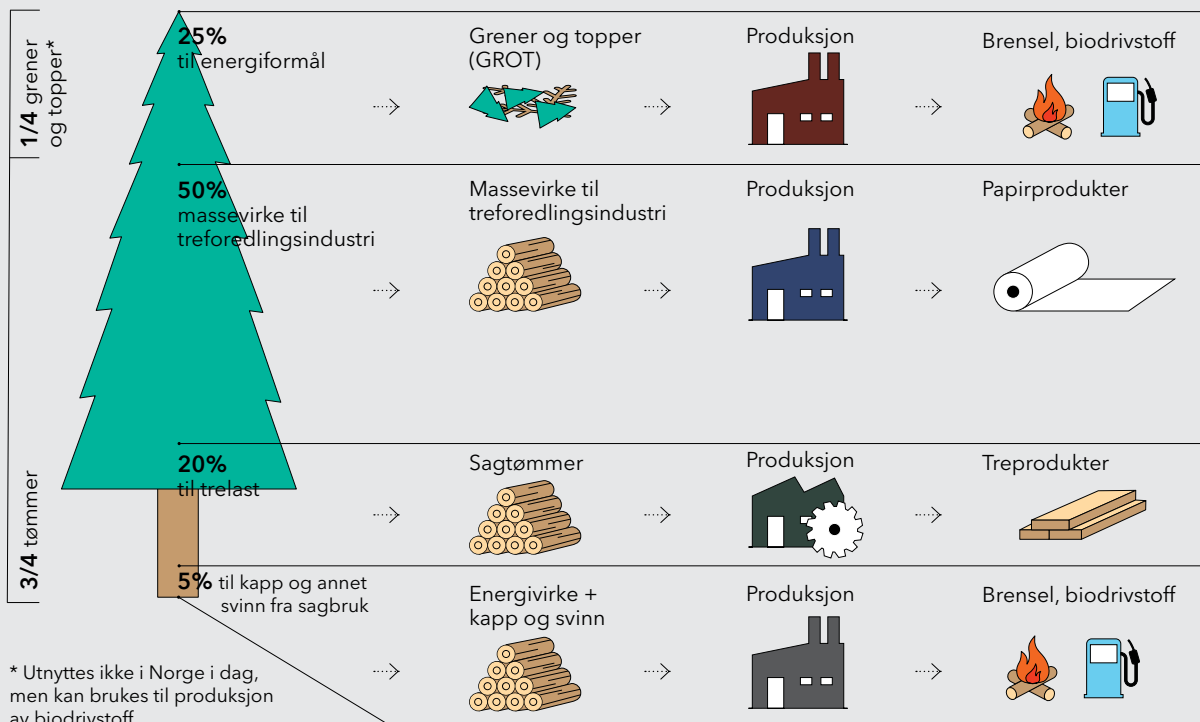 1/4 grener
og topper*
25%
til energiformål
Grener og topper
(GROT)
Produksjon
Brensel, biodrivstoff
50%
massevirke til
treforedlingsindustri
Massevirke til
treforedlingsindustri
Produksjon
Papirprodukter
3/4 tømmer
20%
til trelast
Sagtømmer
Produksjon
Treprodukter
5% til kapp og annet
svinn fra sagbruk
Energivirke +
kapp og svinn
Produksjon
Brensel, biodrivstoff
* Utnyttes ikke i Norge i dag,
men kan brukes til produksjon
av biodrivstoff